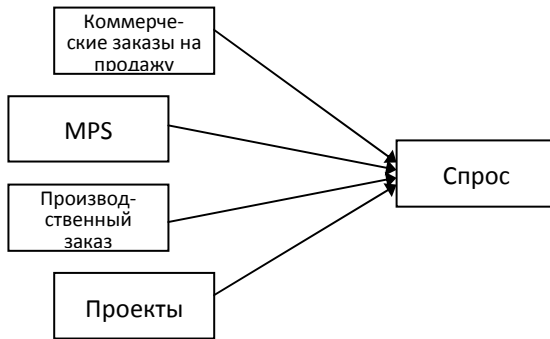 Коммерче-
ские заказы на
продажу
MPS
Производ-
ственный
заказ
Проекты
Спрос